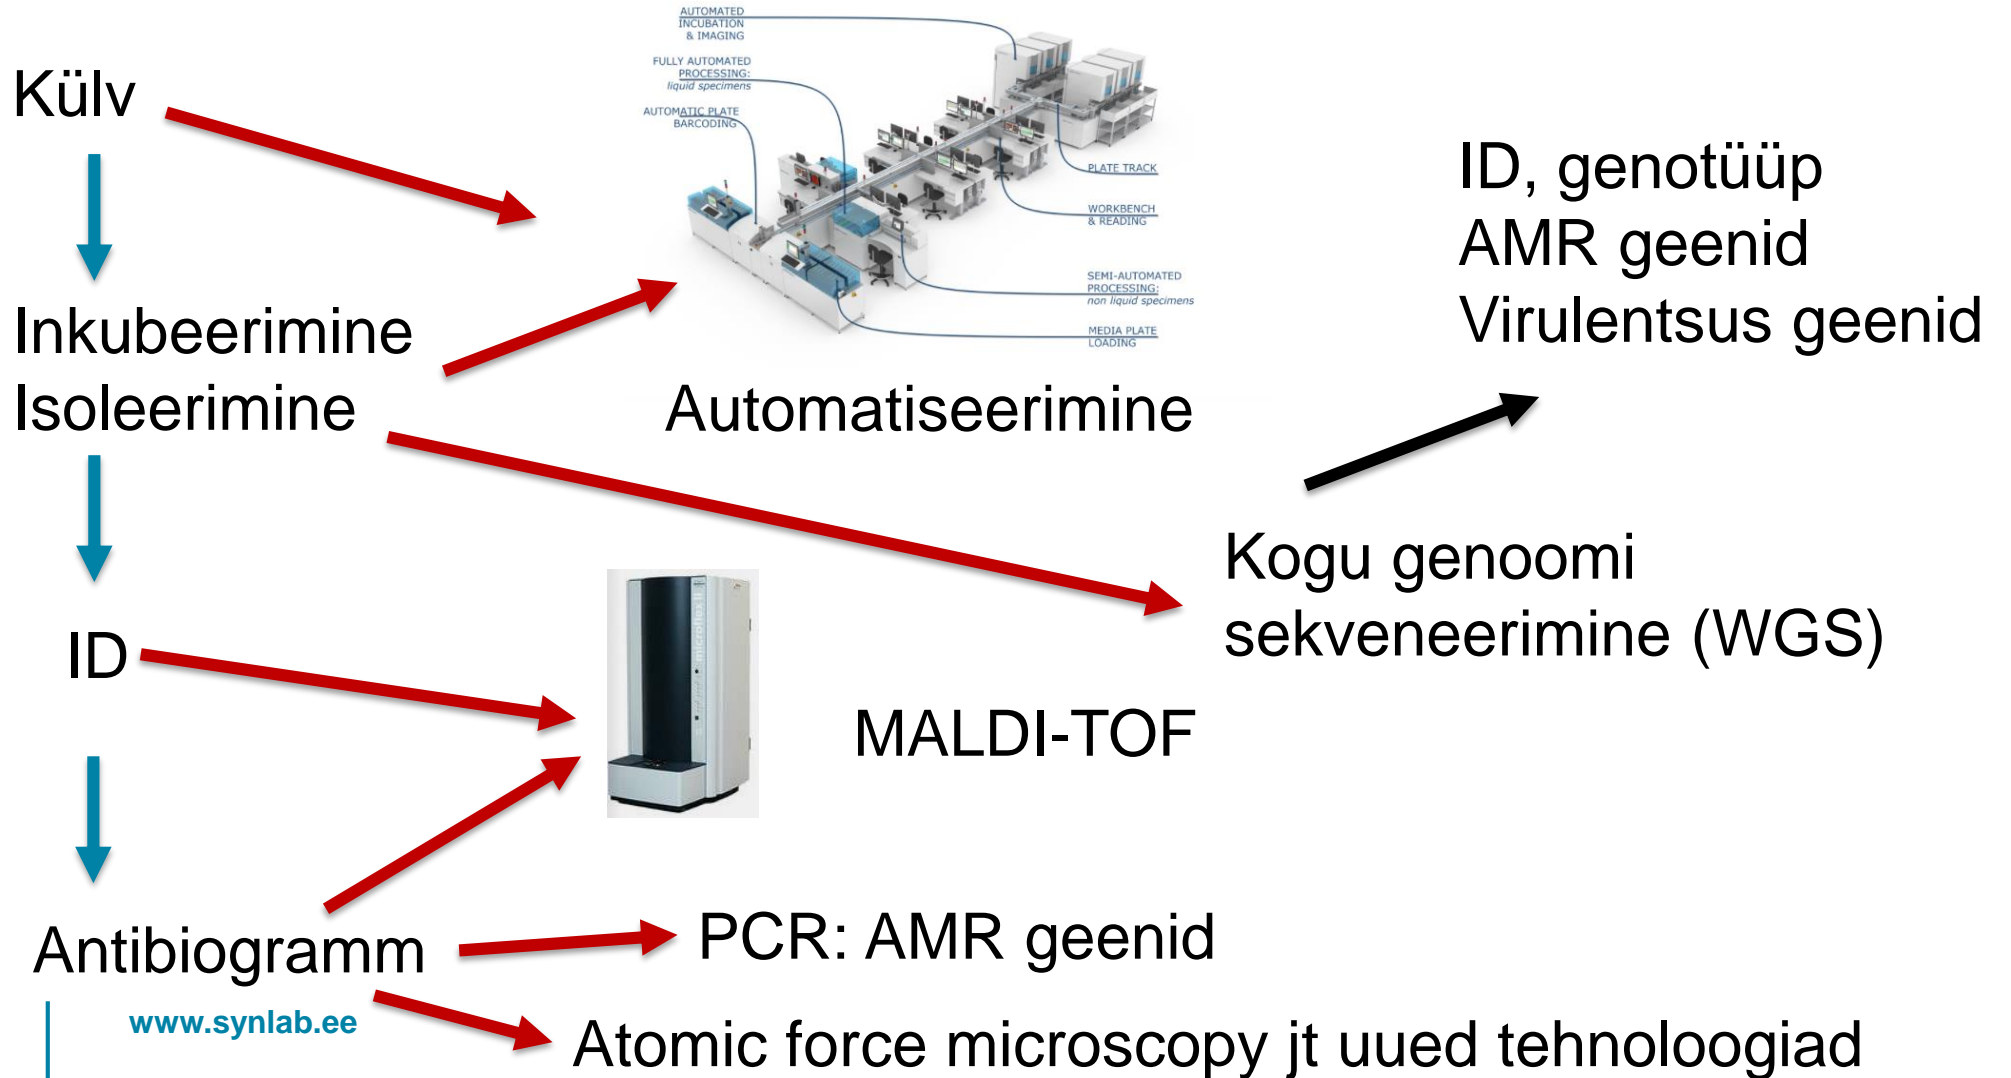 Külv
Inkubeerimine
Isoleerimine
ID
Antibiogramm
www.synlab.ee
AUTOMATED
INCUBATION
& IMAGING
FULLY AUTOMATED
PROCESSING:
liquid specimens
AUTOMATIC PLATE
BARCODING
PLATE TRACK
WORKBENCH
& READING
SEMI-AUTOMATED
PROCESSING:
non liquid specimens
MEDIA PLATE
LOADING
Automatiseerimine
microflex
MALDI-TOF
PCR: AMR geenid
Atomic force microscopy jt uued tehnoloogiad
ID, genotüüp
AMR geenid
Virulentsus geenid
Kogu genoomi
sekveneerimine (WGS)